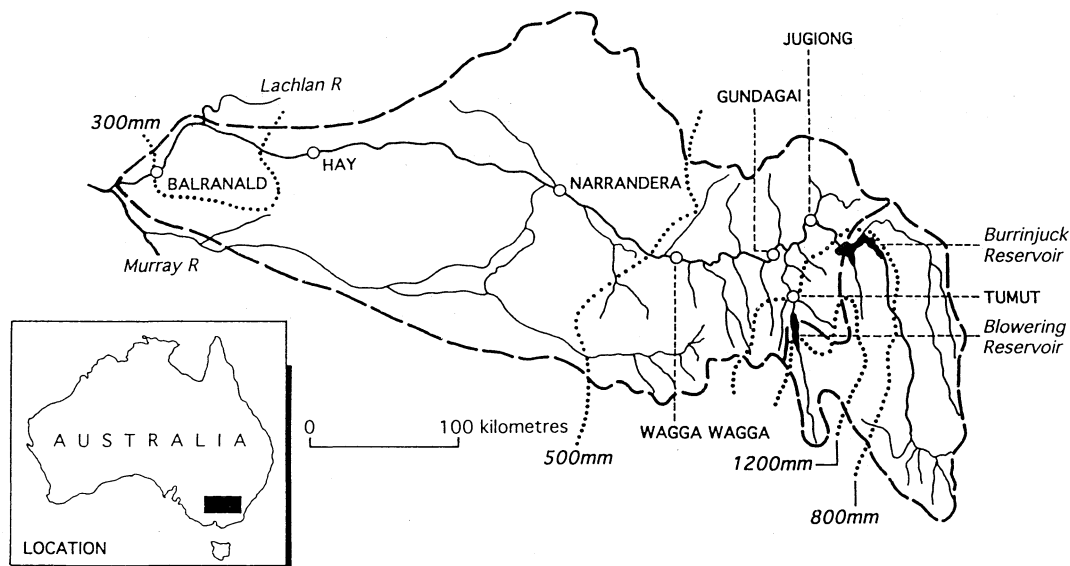 JUGIONG
Lachlan R
GUNDAGAI
300mm
HAY
BALRANALD
NARRANDERA
Murray R
Burrinjuck
Reservoir
TUMUT
Blowering
Reservoir
AUSTRALIA
0
100 kilometres
WAGGA WAGGA
500mm
1200mm
800mm
LOCATION